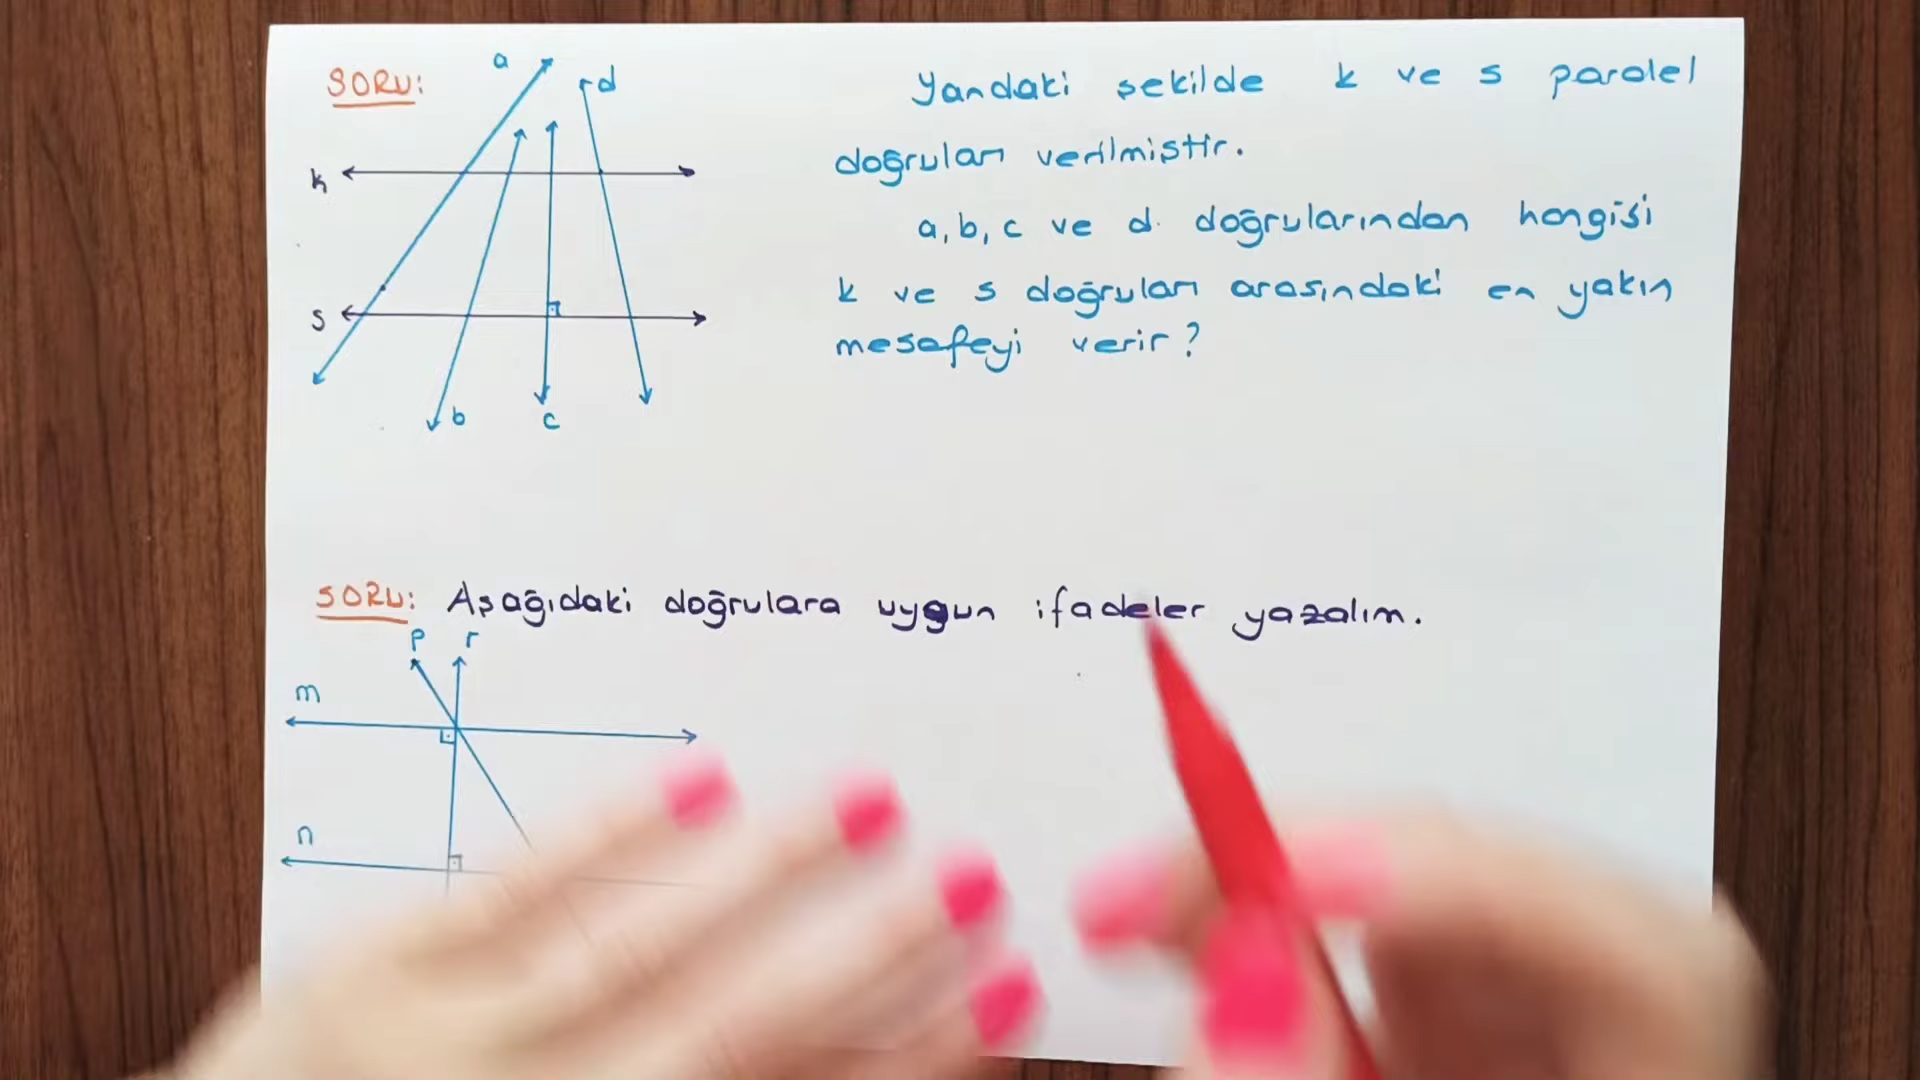 SORU:
a
d
k
s
b
c
Yandaki şekilde k ve s paralel
doğruları verilmiştir.
a, b, c ve d doğrularından hangisi
k ve s doğruları arasındaki en yakın
mesafeyi verir?
SORU: Aşağıdaki doğrulara uygun ifadeler yazalım.
p r
m
n